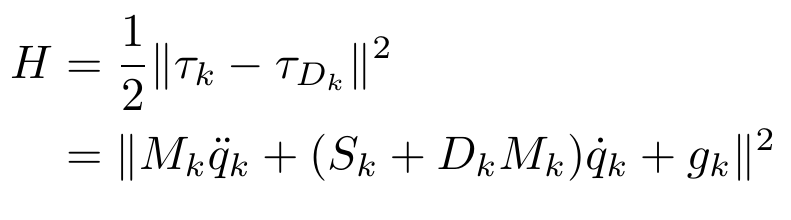 H = \frac{1}{2} \| \tau_k - \tau_{D_k} \|^2
= \| M_k \ddot{q}_k + (S_k + D_k M_k) \dot{q}_k + g_k \|^2